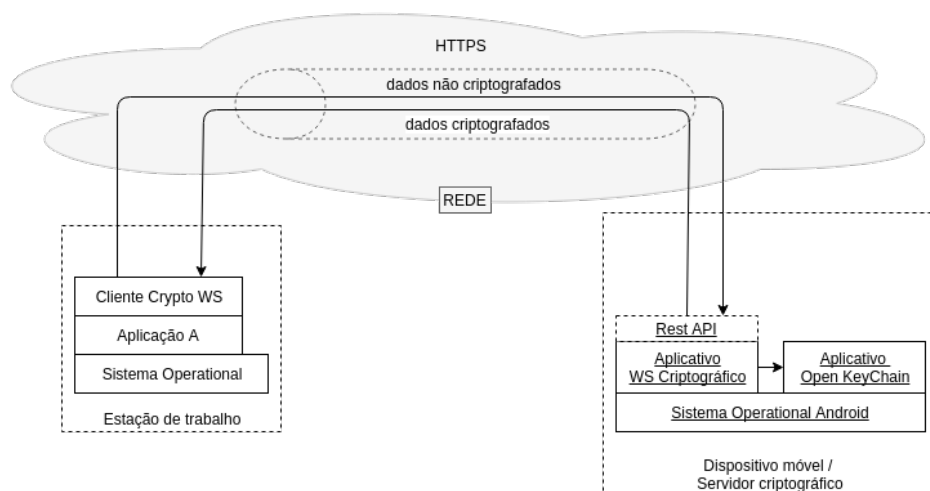 HTTPS
dados não criptografados
dados criptografados
REDE
Cliente Crypto WS
Aplicação A
Sistema Operational
Estação de trabalho
Rest API
Aplicativo
WS Criptográfico
Aplicativo
Open KeyChain
Sistema Operational Android
Dispositivo móvel /
Servidor criptográfico